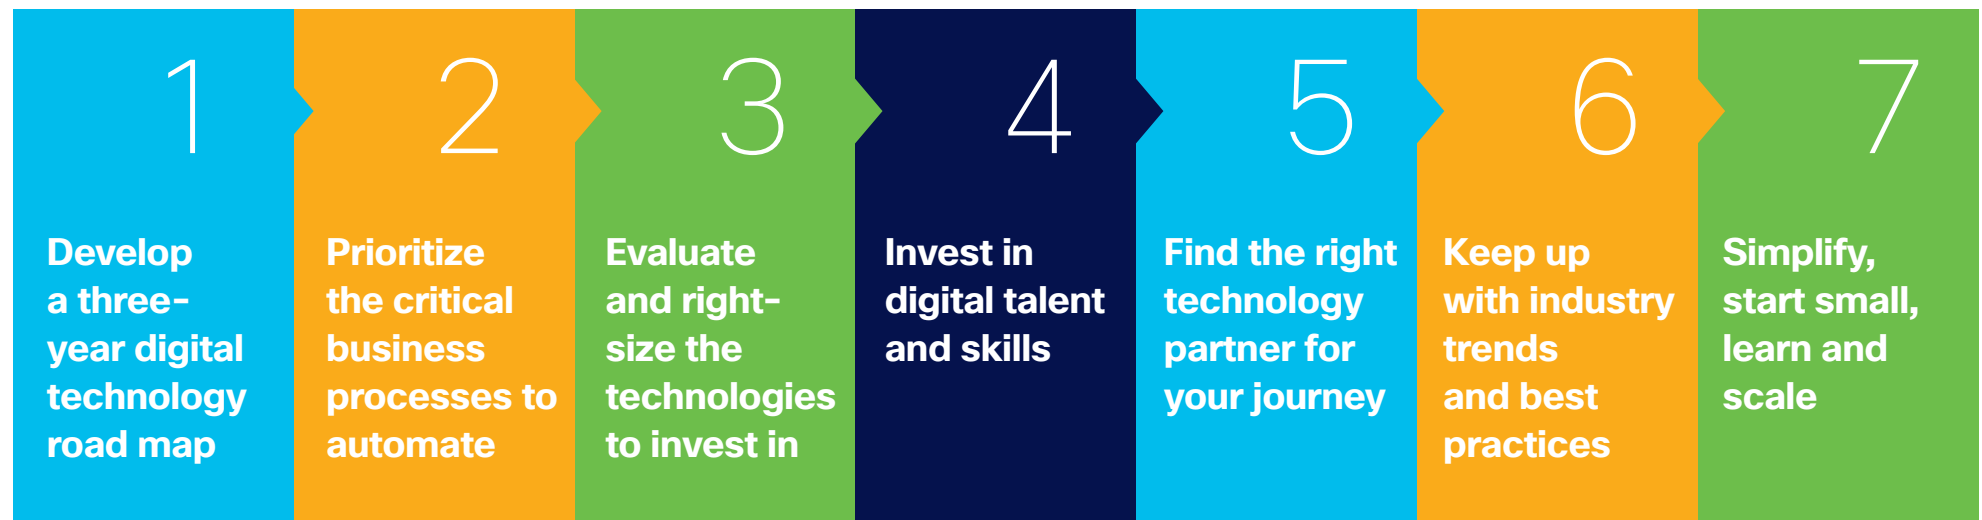 1
Develop
a three-
year digital
technology
road map
2
Prioritize
the critical
business
processes to
automate
3
Evaluate
and right-
size the
technologies
to invest in
4
Invest in
digital talent
and skills
5
Find the right
technology
partner for
your journey
6
Keep up
with industry
trends
and best
practices
7
Simplify,
start small,
learn and
scale